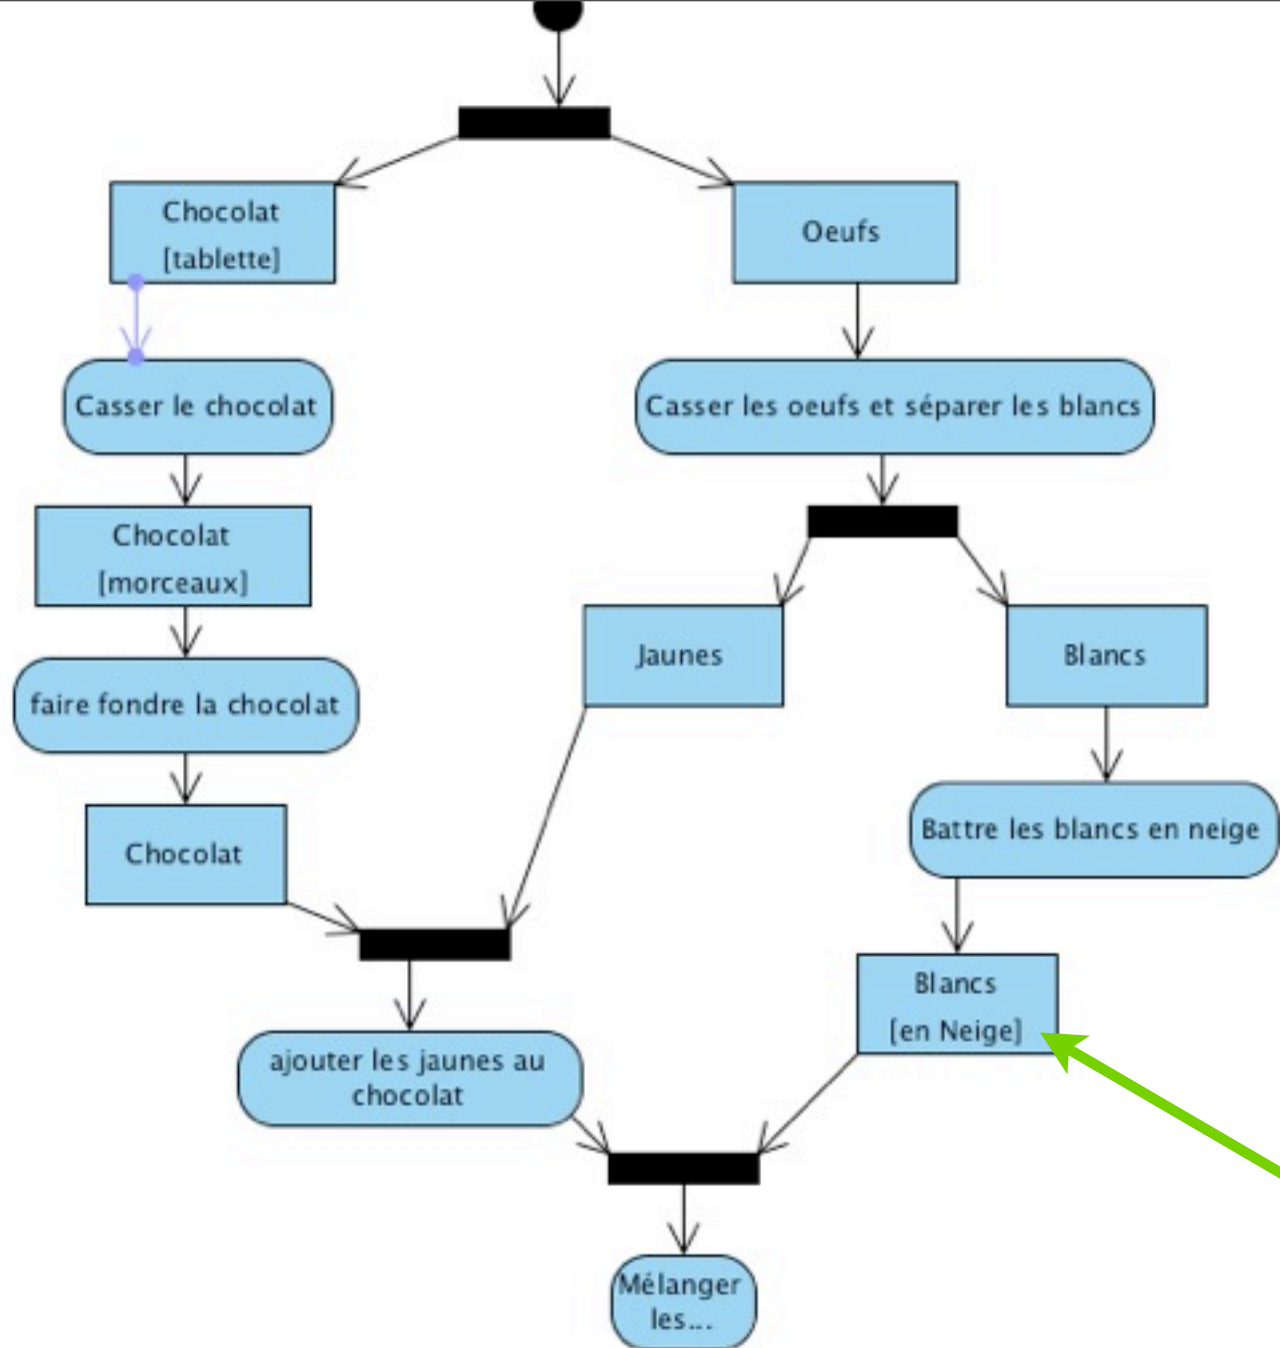 Chocolat
[tablette]
Oeufs
Casser le chocolat
Casser les oeufs et séparer les blancs
Chocolat
[morceaux]
Jaunes
Blancs
faire fondre la chocolat
Battre les blancs en neige
Chocolat
Blancs
[en Neige]
ajouter les jaunes au
chocolat
Mélanger
les...